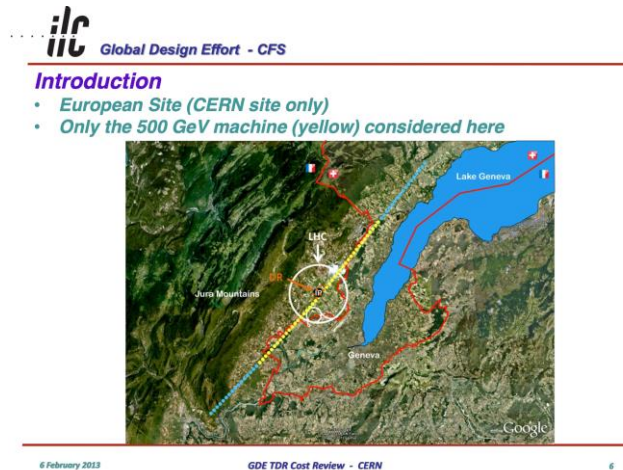 ilc
Global Design Effort - CFS
Introduction
• European Site (CERN site only)
• Only the 500 GeV machine (yellow) considered here
Lake Geneva
LHC
DR
IP
Jura Mountains
Geneva
Google
6 February 2013
GDE TDR Cost Review - CERN
6